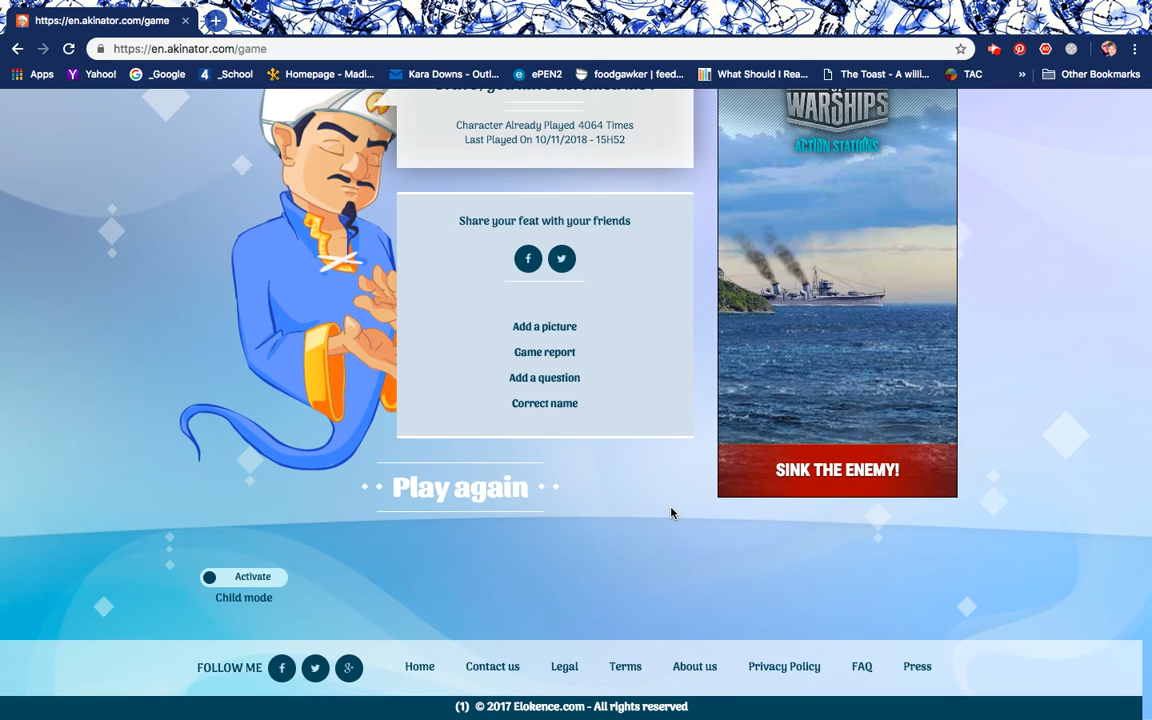 https://en.akinator.com/game
https://en.akinator.com/game
Apps
Yahoo!
_Google
_School
Homepage - Madi...
Kara Downs - Outl...
ePEN2
foodgawker | feed...
What Should I Rea...
The Toast - A willi...
TAC
»
Other Bookmarks
Character Already Played 4064 Times
Last Played On 10/11/2018 - 15H52
Share your feat with your friends
Add a picture
Game report
Add a question
Correct name
Play again
WARSHIPS
ACTION STATIONS
SINK THE ENEMY!
Activate
Child mode
FOLLOW ME
Home
Contact us
Legal
Terms
About us
Privacy Policy
FAQ
Press
(1) © 2017 Elokence.com - All rights reserved